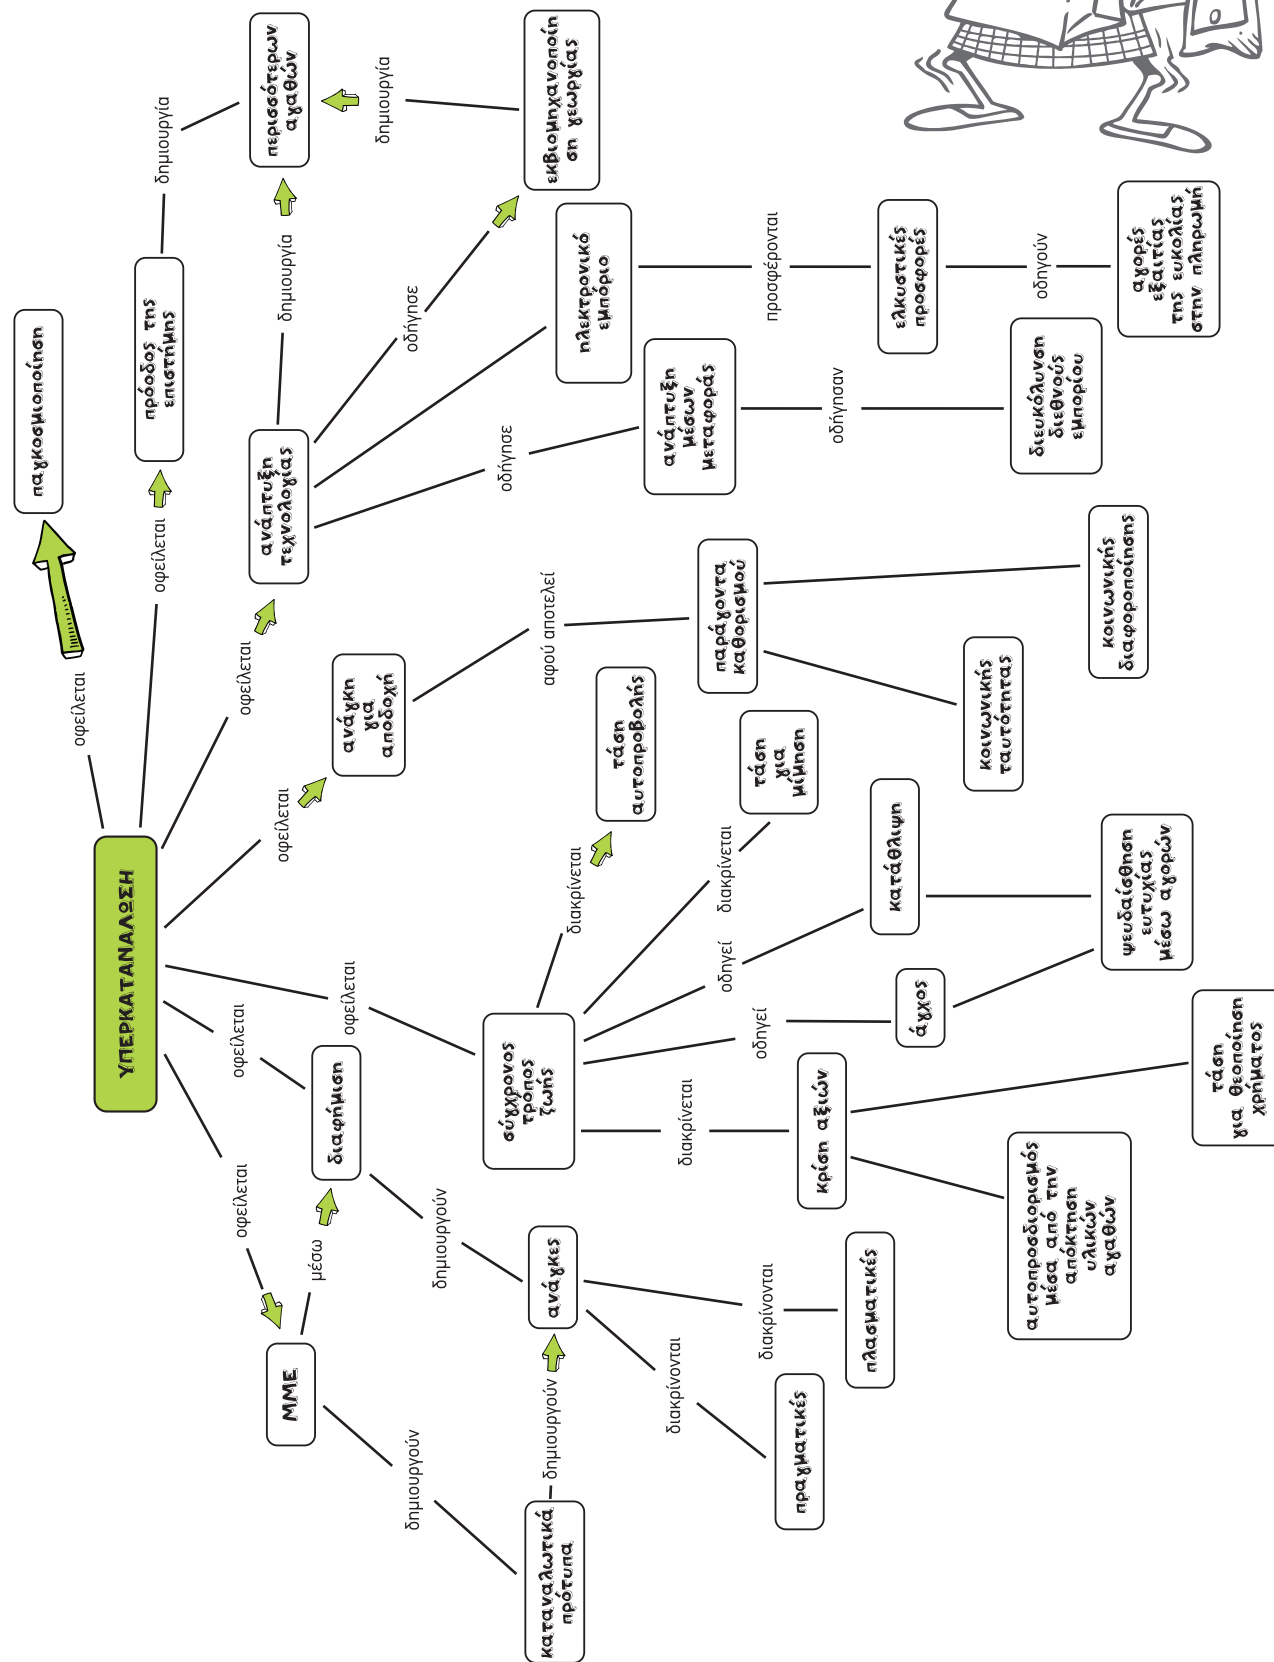 ΥΠΕΡΚΑΤΑΝΑΛΩΣΗ
οφείλεται
οφείλεται
οφείλεται
οφείλεται
οφείλεται
οφείλεται
οφείλεται
ΜΜΕ
μέσω
διαφήμιση
ανάγκη
για
αποδοχή
ανάπτυξη
τεχνολογίας
πρόοδος της
επιστήμης
παγκοσμιοποίηση
δημιουργία
δημιουργία
δημιουργία
περισσότερων
αγαθών
δημιουργούν
δημιουργούν
σύγχρονος
τρόπος
ζωής
αφού αποτελεί
οδήγησε
οδήγησε
εκβιομηχανοποίη
ση γεωργίας
καταναλωτικά
πρότυπα
δημιουργούν
ανάγκες
διακρίνεται
τάση
αυτοπροβολής
παράγοντα
καθορισμού
ανάπτυξη
μέσων
μεταφοράς
ηλεκτρονικό
εμπόριο
διακρίνονται
διακρίνονται
διακρίνεται
οδηγεί
οδηγεί
διακρίνεται
τάση
για
μίμηση
προσφέρονται
πραγματικές
πλασματικές
κρίση αξιών
άγχος
κατάθλιψη
οδήγησαν
ελκυστικές
προσφορές
κοινωνικής
ταυτότητας
κοινωνικής
διαφοροποίησης
διευκόλυνση
διεθνούς
εμπορίου
οδηγούν
αγορές
εξαιτίας
της ευκολίας
στην πληρωμή
αυτοπροσδιορισμός
μέσα από την
απόκτηση
υλικών
αγαθών
τάση
για θεοποίηση
χρήματος
ψευδαίσθηση
ευτυχίας
μέσω αγορών